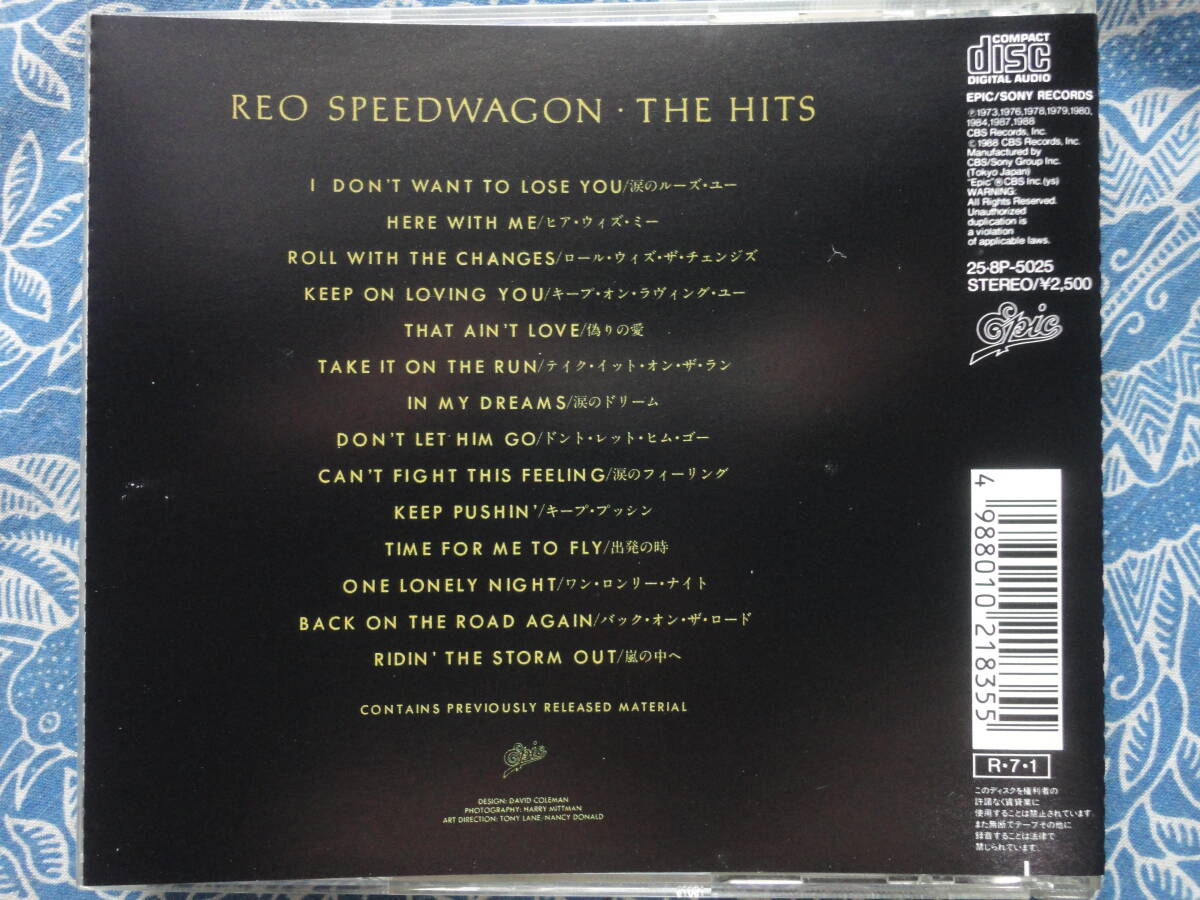 REO SPEEDWAGON · THE HITS
I DON'T WANT TO LOSE YOU/涙のルーズ・ユー
HERE WITH ME/ヒア・ウィズ・ミー
ROLL WITH THE CHANGES/ロール・ウィズ・ザ・チェンジズ
KEEP ON LOVING YOU/キープ・オン・ラヴィング・ユー
THAT AIN'T LOVE/偽りの愛
TAKE IT ON THE RUN/テイク・イット・オン・ザ・ラン
IN MY DREAMS/涙のドリーム
DON'T LET HIM GO/ドント・レット・ヒム・ゴー
CAN'T FIGHT THIS FEELING/涙のフィーリング
KEEP PUSHIN'/キープ・プッシン
TIME FOR ME TO FLY/出発の時
ONE LONELY NIGHT/ワン・ロンリー・ナイト
BACK ON THE ROAD AGAIN/バック・オン・ザ・ロード
RIDIN' THE STORM OUT/嵐の中へ
CONTAINS PREVIOUSLY RELEASED MATERIAL
Epic
DESIGN: DAVID COLEMAN
PHOTOGRAPHY: HARRY MITTMAN
ART DIRECTION: TONY LANE/NANCY DONALD
COMPACT
disc
DIGITAL AUDIO
EPIC/SONY RECORDS
℗1973,1976,1978,1979,1980,
1984,1987,1988
CBS Records, Inc.
©1988 CBS Records, Inc.
Manufactured by
CBS/Sony Group Inc.
(Tokyo Japan)
"Epic"®CBS Inc.(ys)
WARNING:
All Rights Reserved.
Unauthorized
duplication is
a violation
of applicable laws.
25·8P-5025
STEREO/¥2,500
Epic
4 988010 218355
R·7·1
このディスクを権利者の
許諾なく賃貸業に
使用することは禁止されています。
また無断でテープその他に
録音することは法律で
禁じられています。